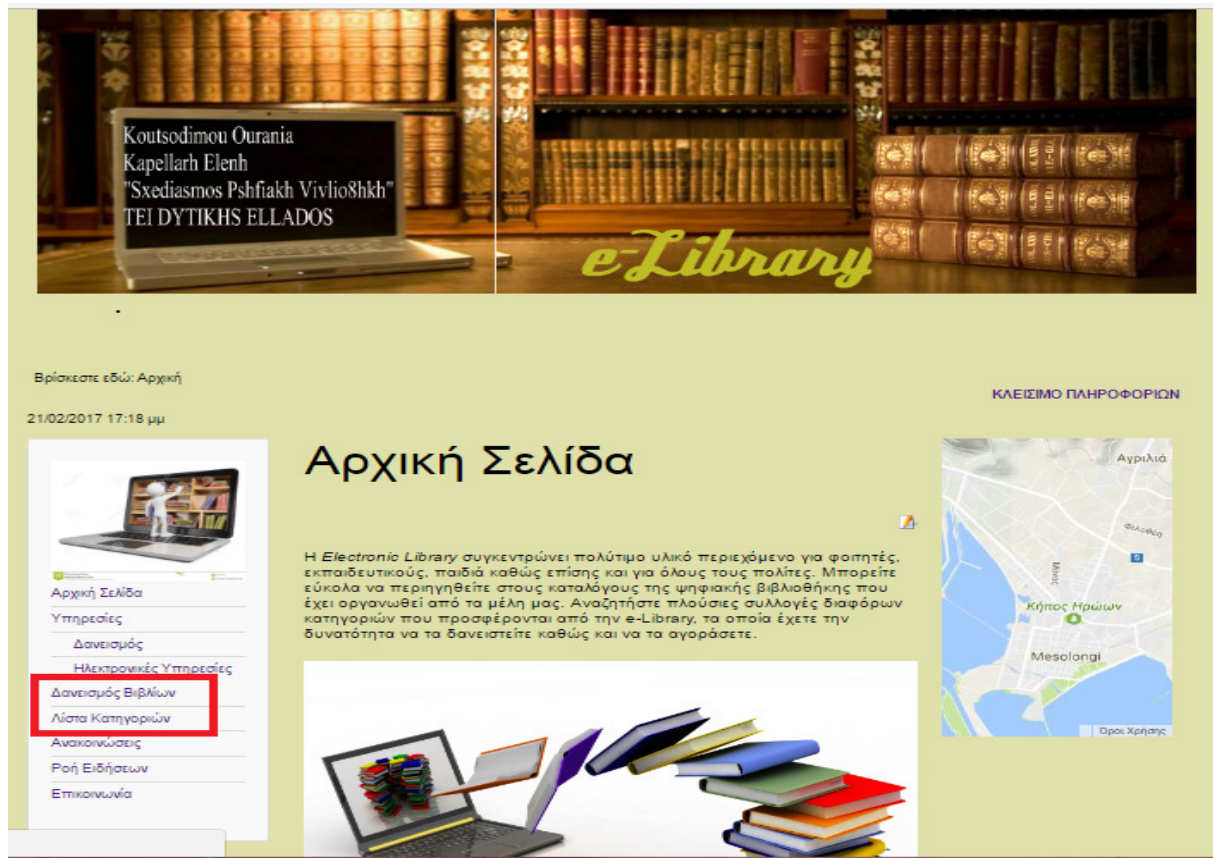 Koutsodimou Ourania
Kapellarh Elenh
"Sxediasmos Pshfiakh Vivlio8hkh"
TEI DYTIKHS ELLADOS
e-Library
Βρίσκεστε εδώ: Αρχική
ΚΛΕΙΣΙΜΟ ΠΛΗΡΟΦΟΡΙΩΝ
21/02/2017 17:18 μμ
Αρχική Σελίδα
Υπηρεσίες
Δανεισμός
Ηλεκτρονικές Υπηρεσίες
Δανεισμός Βιβλίων
Λίστα Κατηγοριών
Ανακοινώσεις
Ροή Ειδήσεων
Επικοινωνία
Αρχική Σελίδα
Η Electronic Library συγκεντρώνει πολύτιμο υλικό περιεχόμενο για φοιτητές,
εκπαιδευτικούς, παιδιά καθώς επίσης και για όλους τους πολίτες. Μπορείτε
εύκολα να περιηγηθείτε στους καταλόγους της ψηφιακής βιβλιοθήκης που
έχει οργανωθεί από τα μέλη μας. Αναζητήστε πλούσιες συλλογές διαφόρων
κατηγοριών που προσφέρονται από την e-Library, τα οποία έχετε την
δυνατότητα να τα δανειστείτε καθώς και να τα αγοράσετε.
Αγριλιά
5
Κήπος Ηρώων
Mesolongi
Όροι Χρήσης